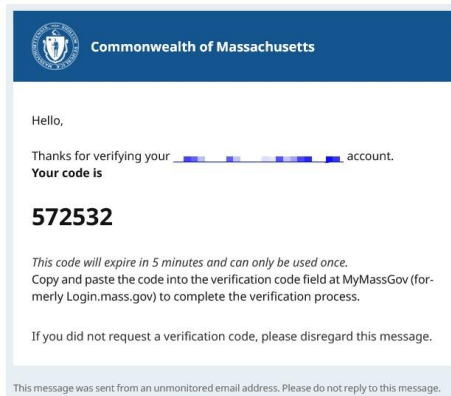 Commonwealth of Massachusetts
Hello,
Thanks for verifying your account.
Your code is
572532
This code will expire in 5 minutes and can only be used once.
Copy and paste the code into the verification code field at MyMassGov (for-
merly Login.mass.gov) to complete the verification process.
If you did not request a verification code, please disregard this message.
This message was sent from an unmonitored email address. Please do not reply to this message.